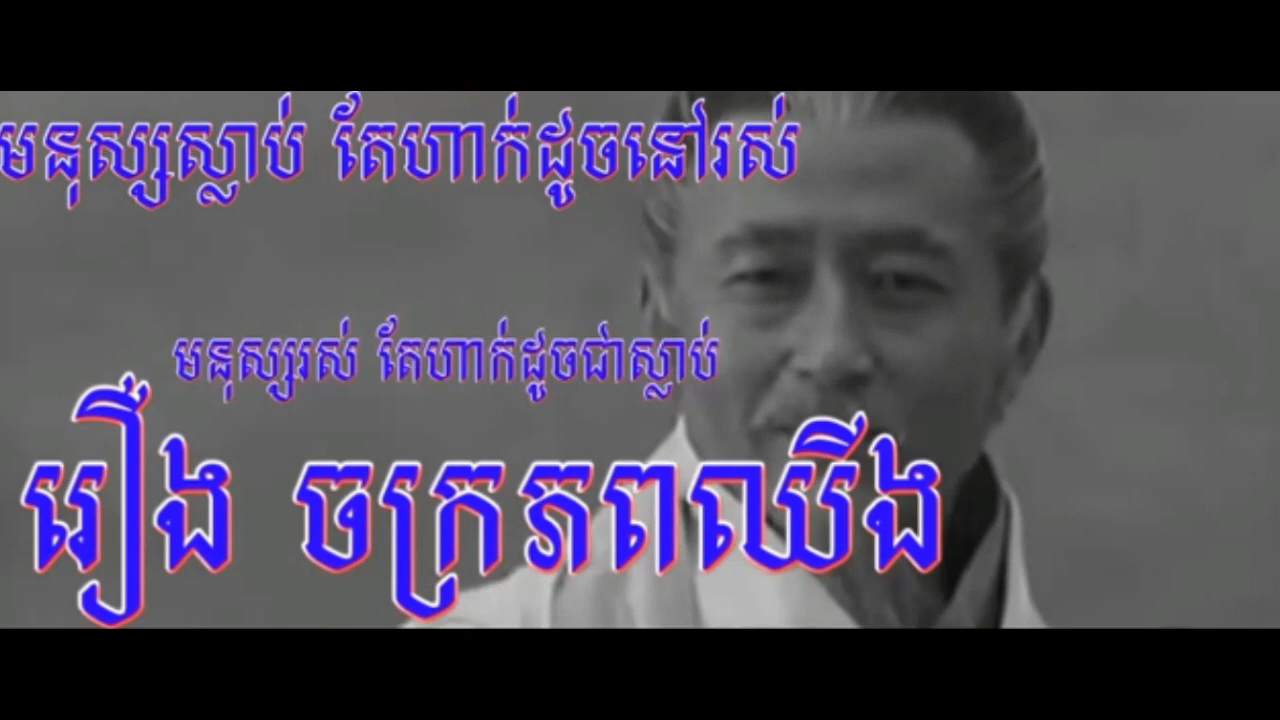 មនុស្សស្លាប់ តែហាក់ដូចនៅរស់
មនុស្សរស់ តែហាក់ដូចជាស្លាប់
រឿង ចក្រភពឈីង